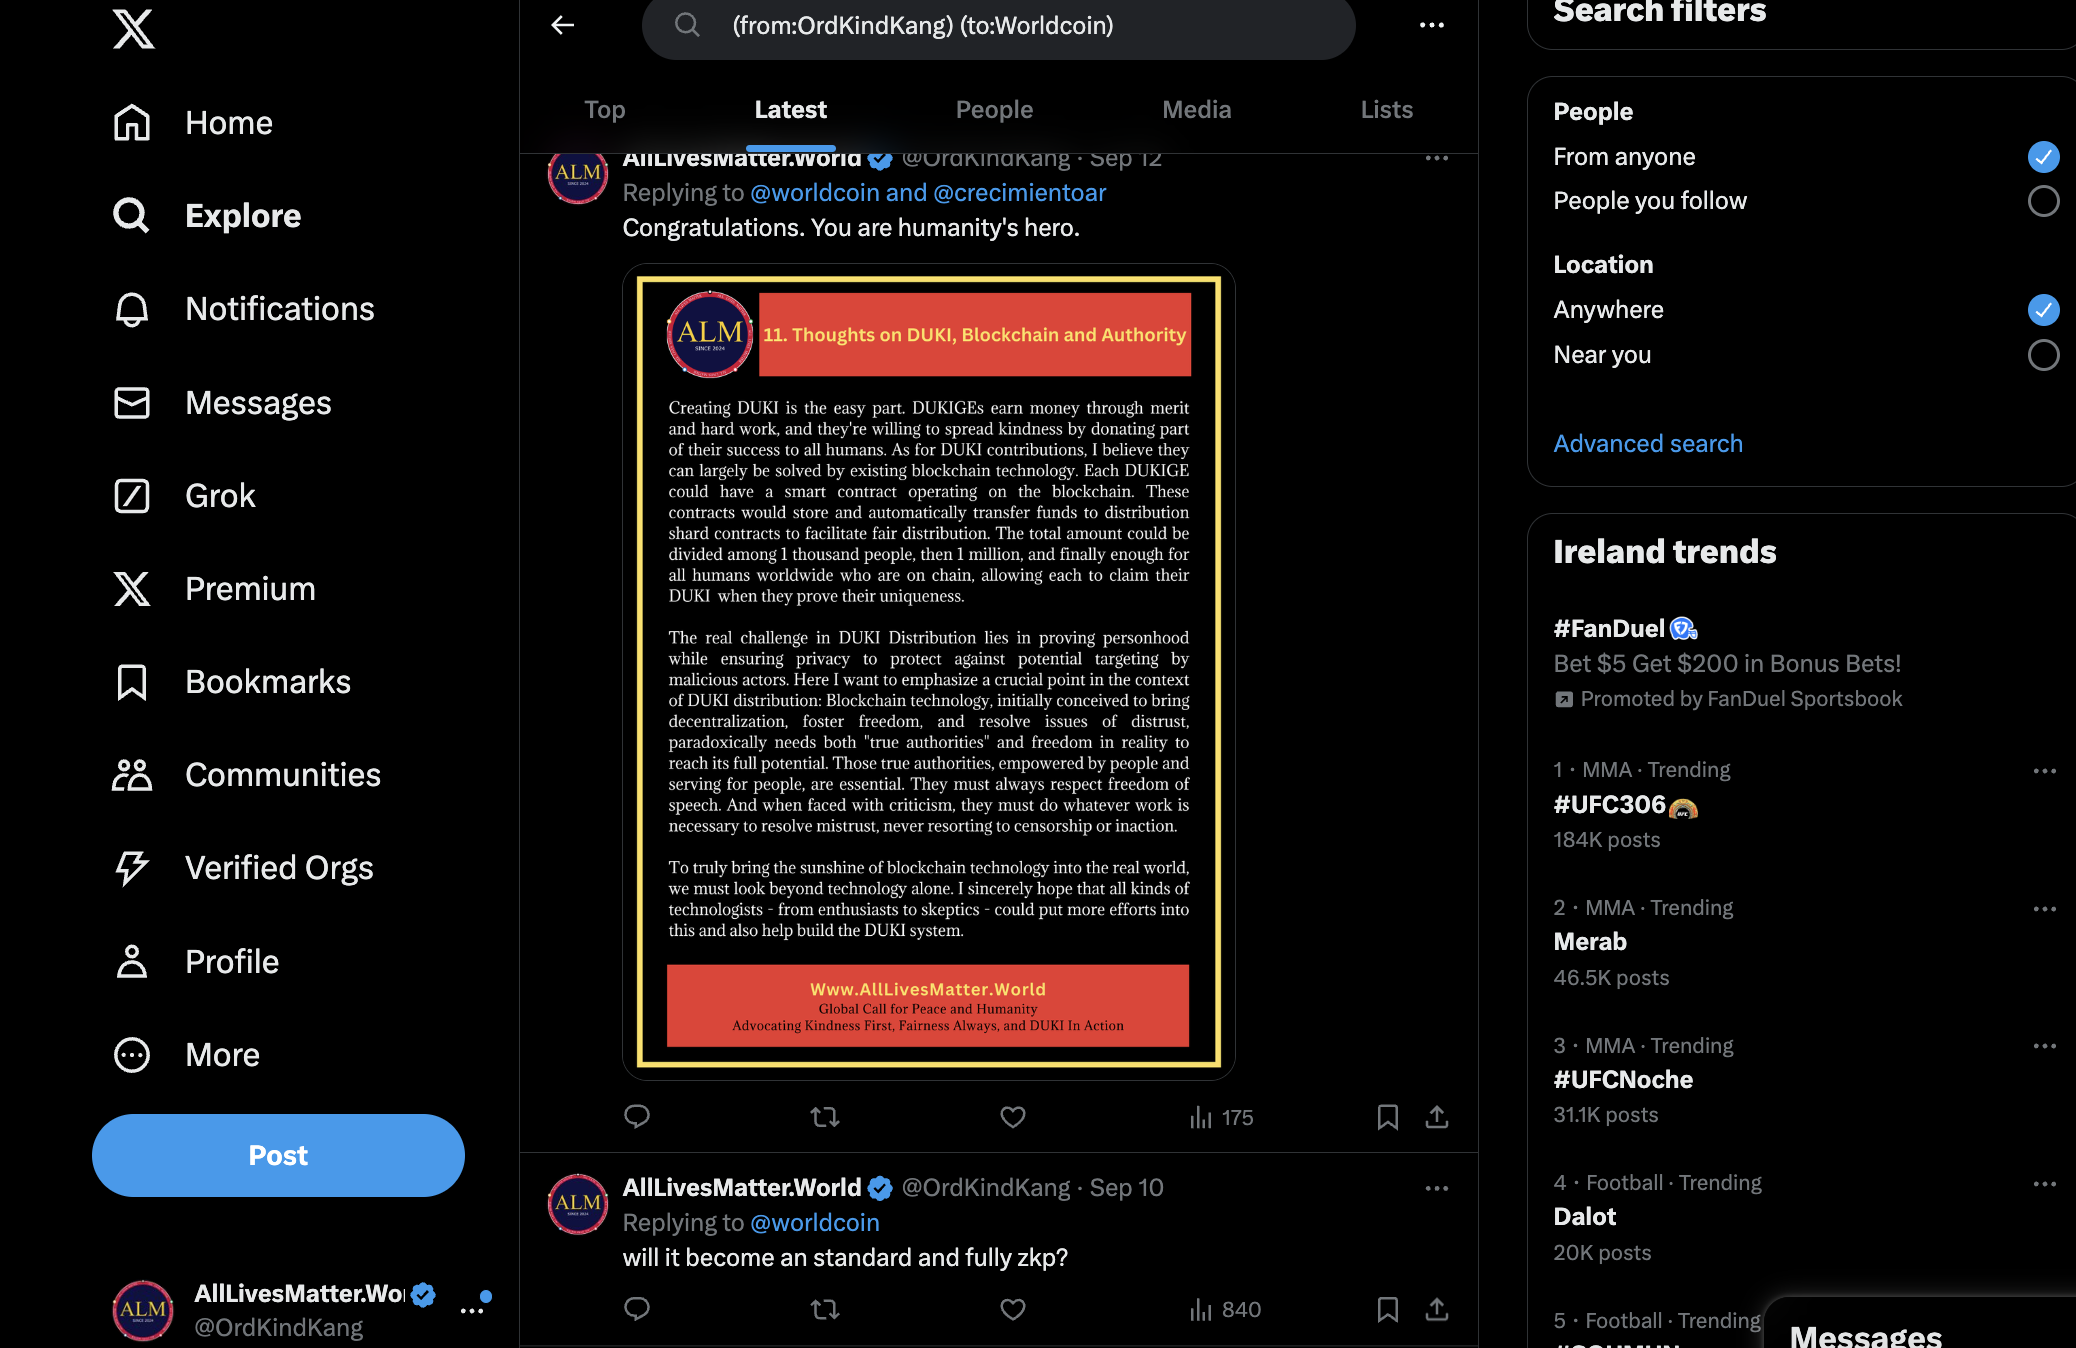 Home
Explore
Notifications
Messages
Grok
Premium
Bookmarks
Communities
Verified Orgs
Profile
More
Post
ALM
AllLivesMatter.Wor
@OrdKindKang
(from:OrdKindKang) (to:Worldcoin)
Top
Latest
People
Media
Lists
ALM
AllLivesMatter.World @OrdKindKang · Sep 12
Replying to @worldcoin and @crecimientoar
Congratulations. You are humanity's hero.
ALM
SINCE 2024
11. Thoughts on DUKI, Blockchain and Authority
Creating DUKI is the easy part. DUKIGEs earn money through merit
and hard work, and they're willing to spread kindness by donating part
of their success to all humans. As for DUKI contributions, I believe they
can largely be solved by existing blockchain technology. Each DUKIGE
could have a smart contract operating on the blockchain. These
contracts would store and automatically transfer funds to distribution
shard contracts to facilitate fair distribution. The total amount could be
divided among 1 thousand people, then 1 million, and finally enough for
all humans worldwide who are on chain, allowing each to claim their
DUKI when they prove their uniqueness.
The real challenge in DUKI Distribution lies in proving personhood
while ensuring privacy to protect against potential targeting by
malicious actors. Here I want to emphasize a crucial point in the context
of DUKI distribution: Blockchain technology, initially conceived to bring
decentralization, foster freedom, and resolve issues of distrust,
paradoxically needs both "true authorities" and freedom in reality to
reach its full potential. Those true authorities, empowered by people and
serving for people, are essential. They must always respect freedom of
speech. And when faced with criticism, they must do whatever work is
necessary to resolve mistrust, never resorting to censorship or inaction.
To truly bring the sunshine of blockchain technology into the real world,
we must look beyond technology alone. I sincerely hope that all kinds of
technologists - from enthusiasts to skeptics - could put more efforts into
this and also help build the DUKI system.
Www.AllLivesMatter.World
Global Call for Peace and Humanity
Advocating Kindness First, Fairness Always, and DUKI In Action
175
ALM
AllLivesMatter.World @OrdKindKang · Sep 10
Replying to @worldcoin
will it become an standard and fully zkp?
840
Search filters
People
From anyone
People you follow
Location
Anywhere
Near you
Advanced search
Ireland trends
#FanDuel
Bet $5 Get $200 in Bonus Bets!
Promoted by FanDuel Sportsbook
1 · MMA · Trending
#UFC306
184K posts
2 · MMA · Trending
Merab
46.5K posts
3 · MMA · Trending
#UFCNoche
31.1K posts
4 · Football · Trending
Dalot
20K posts
5 · Football · Trending
Messages